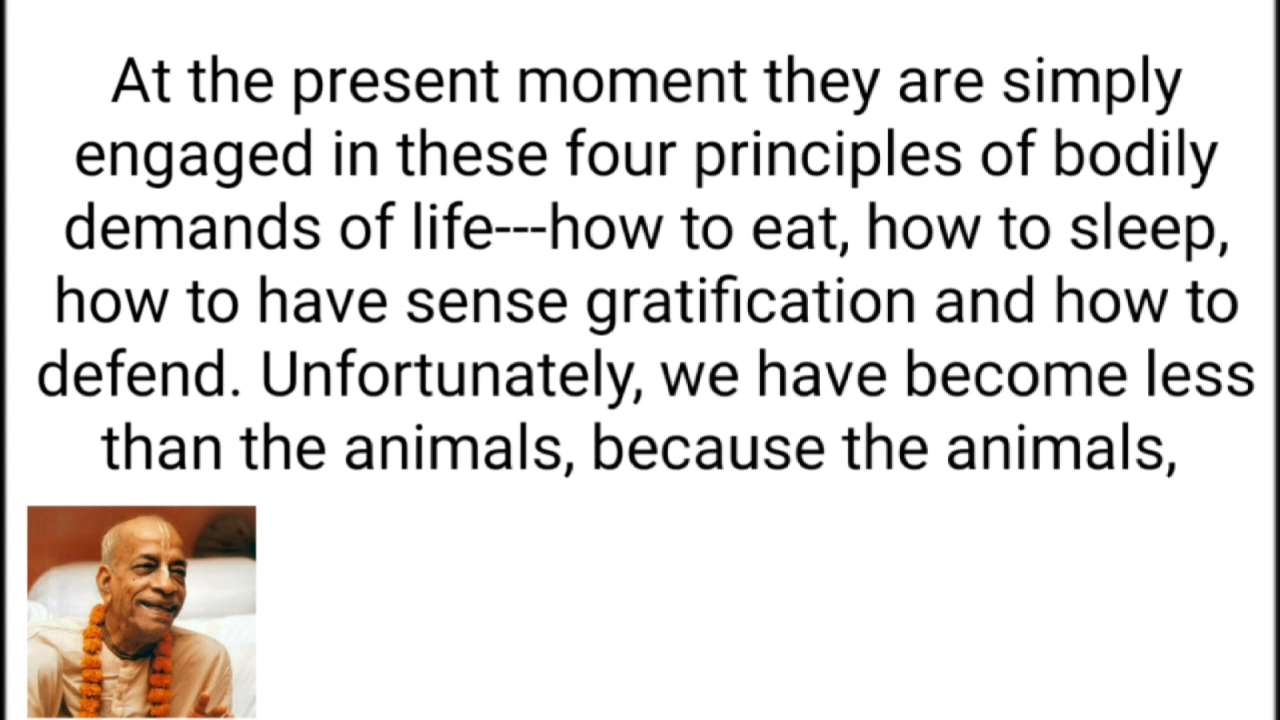 At the present moment they are simply
engaged in these four principles of bodily
demands of life---how to eat, how to sleep,
how to have sense gratification and how to
defend. Unfortunately, we have become less
than the animals, because the animals,